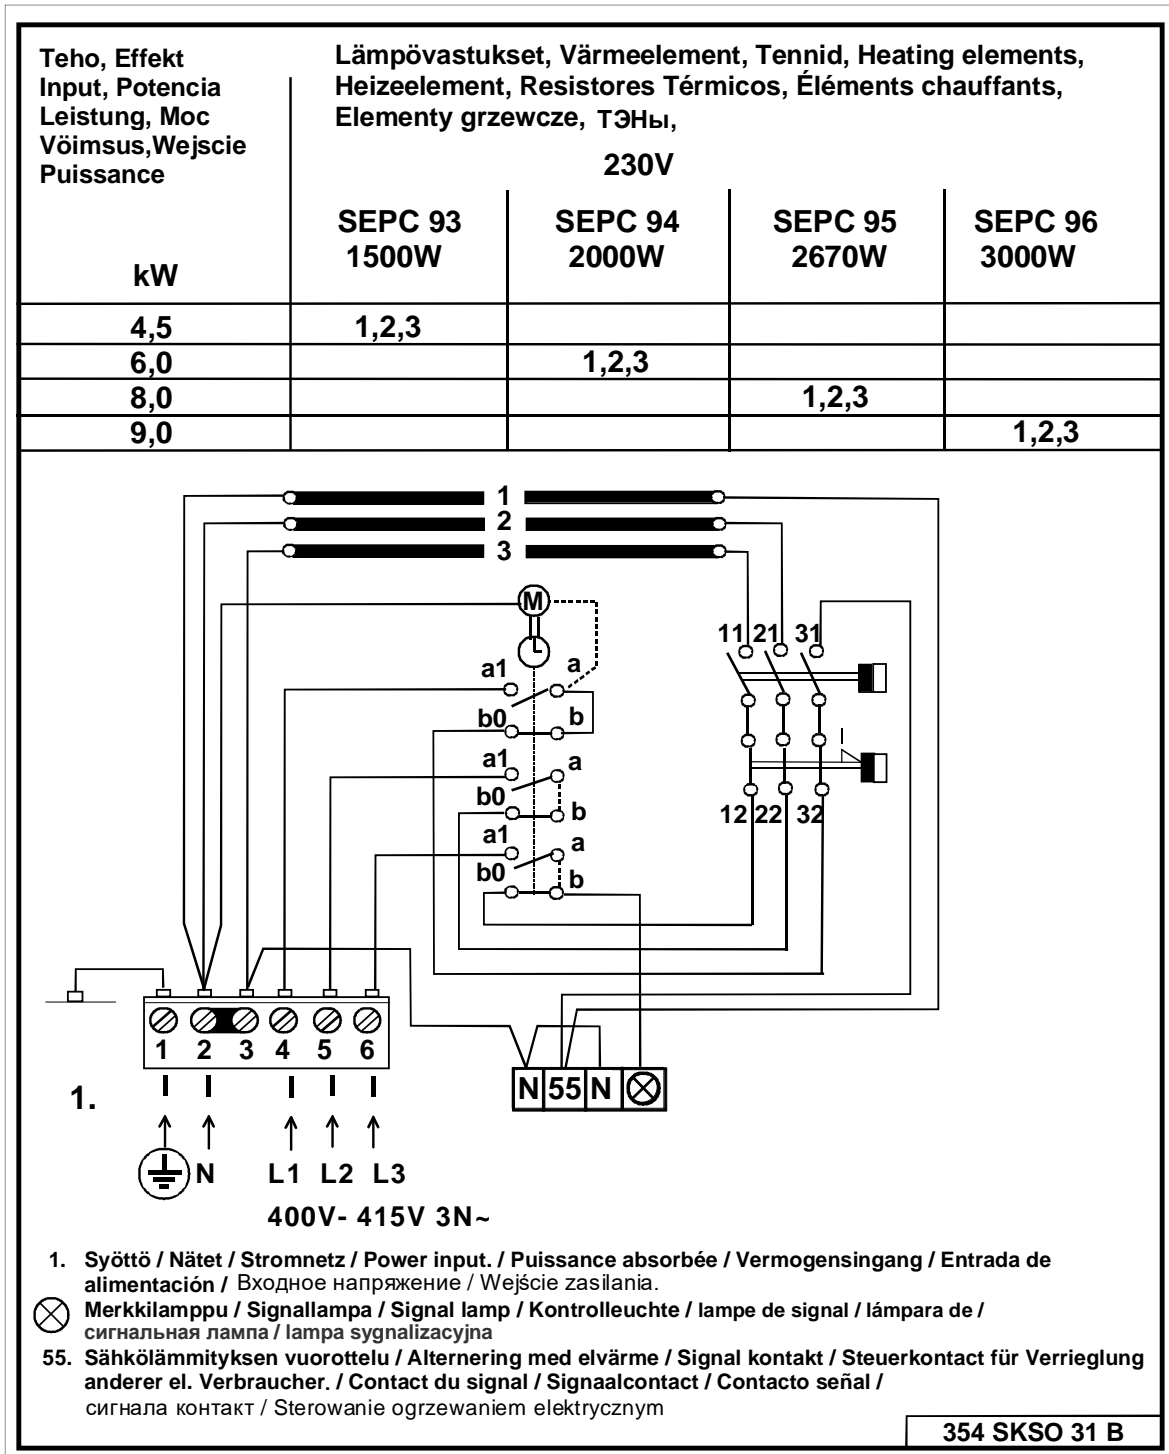 Teho, Effekt
Input, Potencia
Leistung, Moc
Vöimsus,Wejscie
Puissance
kW
Lämpövastukset, Värmeelement, Tennid, Heating elements,
Heizeelement, Resistores Térmicos, Éléments chauffants,
Elementy grzewcze, ТЭНы,
230V
SEPC 93
1500W
SEPC 94
2000W
SEPC 95
2670W
SEPC 96
3000W
4,5 1,2,3
6,0 1,2,3
8,0 1,2,3
9,0 1,2,3
1
2
3
M
11 21 31
a1 a
b0 b
a1 a
b0 b
a1 a
b0 b
12 22 32
1 2 3 4 5 6
N 55 N
1.
N L1 L2 L3
400V- 415V 3N~
1. Syöttö / Nätet / Stromnetz / Power input. / Puissance absorbée / Vermogensingang / Entrada de
alimentación / Входное напряжение / Wejście zasilania.
Merkkilamppu / Signallampa / Signal lamp / Kontrolleuchte / lampe de signal / lámpara de /
сигнальная лампа / lampa sygnalizacyjna
55. Sähkölämmityksen vuorottelu / Alternering med elvärme / Signal kontakt / Steuerkontact für Verrieglung
anderer el. Verbraucher. / Contact du signal / Signaalcontact / Contacto señal /
сигнала контакт / Sterowanie ogrzewaniem elektrycznym
354 SKSO 31 B